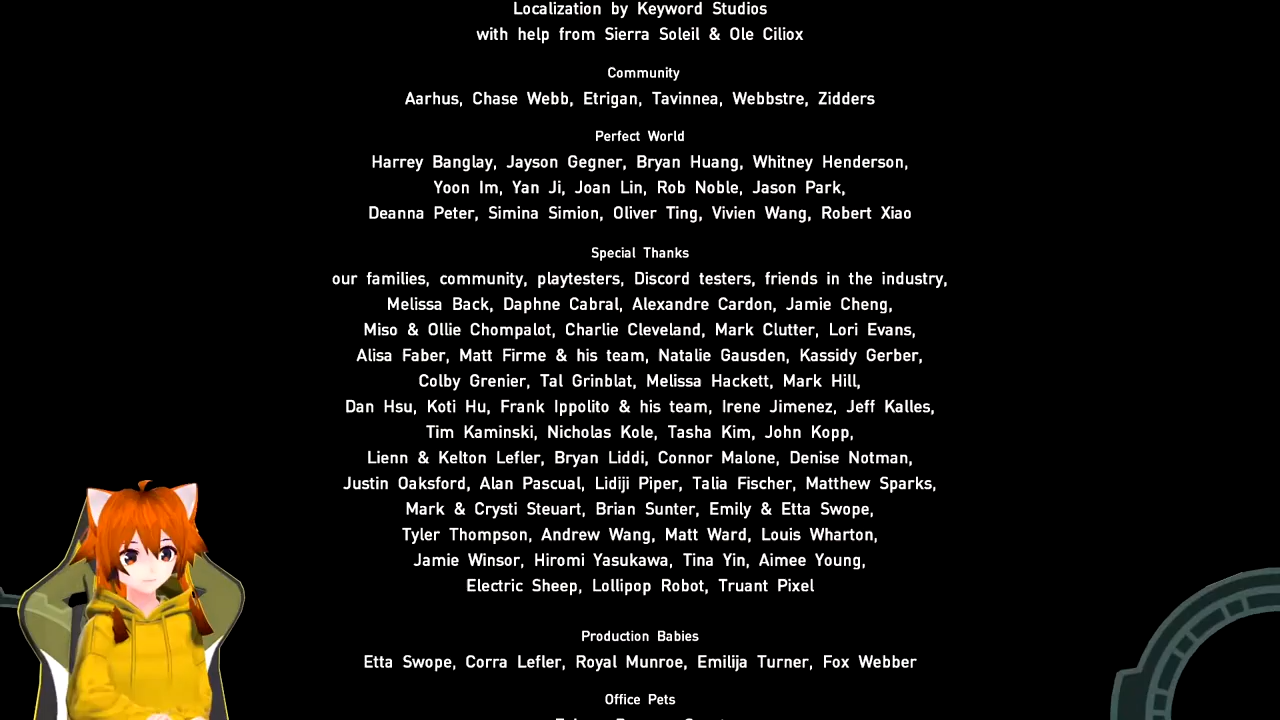 Localization by Keyword Studios
with help from Sierra Soleil & Ole Ciliox
Community
Aarhus, Chase Webb, Etrigan, Tavinnea, Webbstre, Zidders
Perfect World
Harrey Banglay, Jayson Gegner, Bryan Huang, Whitney Henderson,
Yoon Im, Yan Ji, Joan Lin, Rob Noble, Jason Park,
Deanna Peter, Simina Simion, Oliver Ting, Vivien Wang, Robert Xiao
Special Thanks
our families, community, playtesters, Discord testers, friends in the industry,
Melissa Back, Daphne Cabral, Alexandre Cardon, Jamie Cheng,
Miso & Ollie Chompalot, Charlie Cleveland, Mark Clutter, Lori Evans,
Alisa Faber, Matt Firme & his team, Natalie Gausden, Kassidy Gerber,
Colby Grenier, Tal Grinblat, Melissa Hackett, Mark Hill,
Dan Hsu, Koti Hu, Frank Ippolito & his team, Irene Jimenez, Jeff Kalles,
Tim Kaminski, Nicholas Kole, Tasha Kim, John Kopp,
Lienn & Kelton Lefler, Bryan Liddi, Connor Malone, Denise Notman,
Justin Oaksford, Alan Pascual, Lidiji Piper, Talia Fischer, Matthew Sparks,
Mark & Crysti Steuart, Brian Sunter, Emily & Etta Swope,
Tyler Thompson, Andrew Wang, Matt Ward, Louis Wharton,
Jamie Winsor, Hiromi Yasukawa, Tina Yin, Aimee Young,
Electric Sheep, Lollipop Robot, Truant Pixel
Production Babies
Etta Swope, Corra Lefler, Royal Munroe, Emilija Turner, Fox Webber
Office Pets